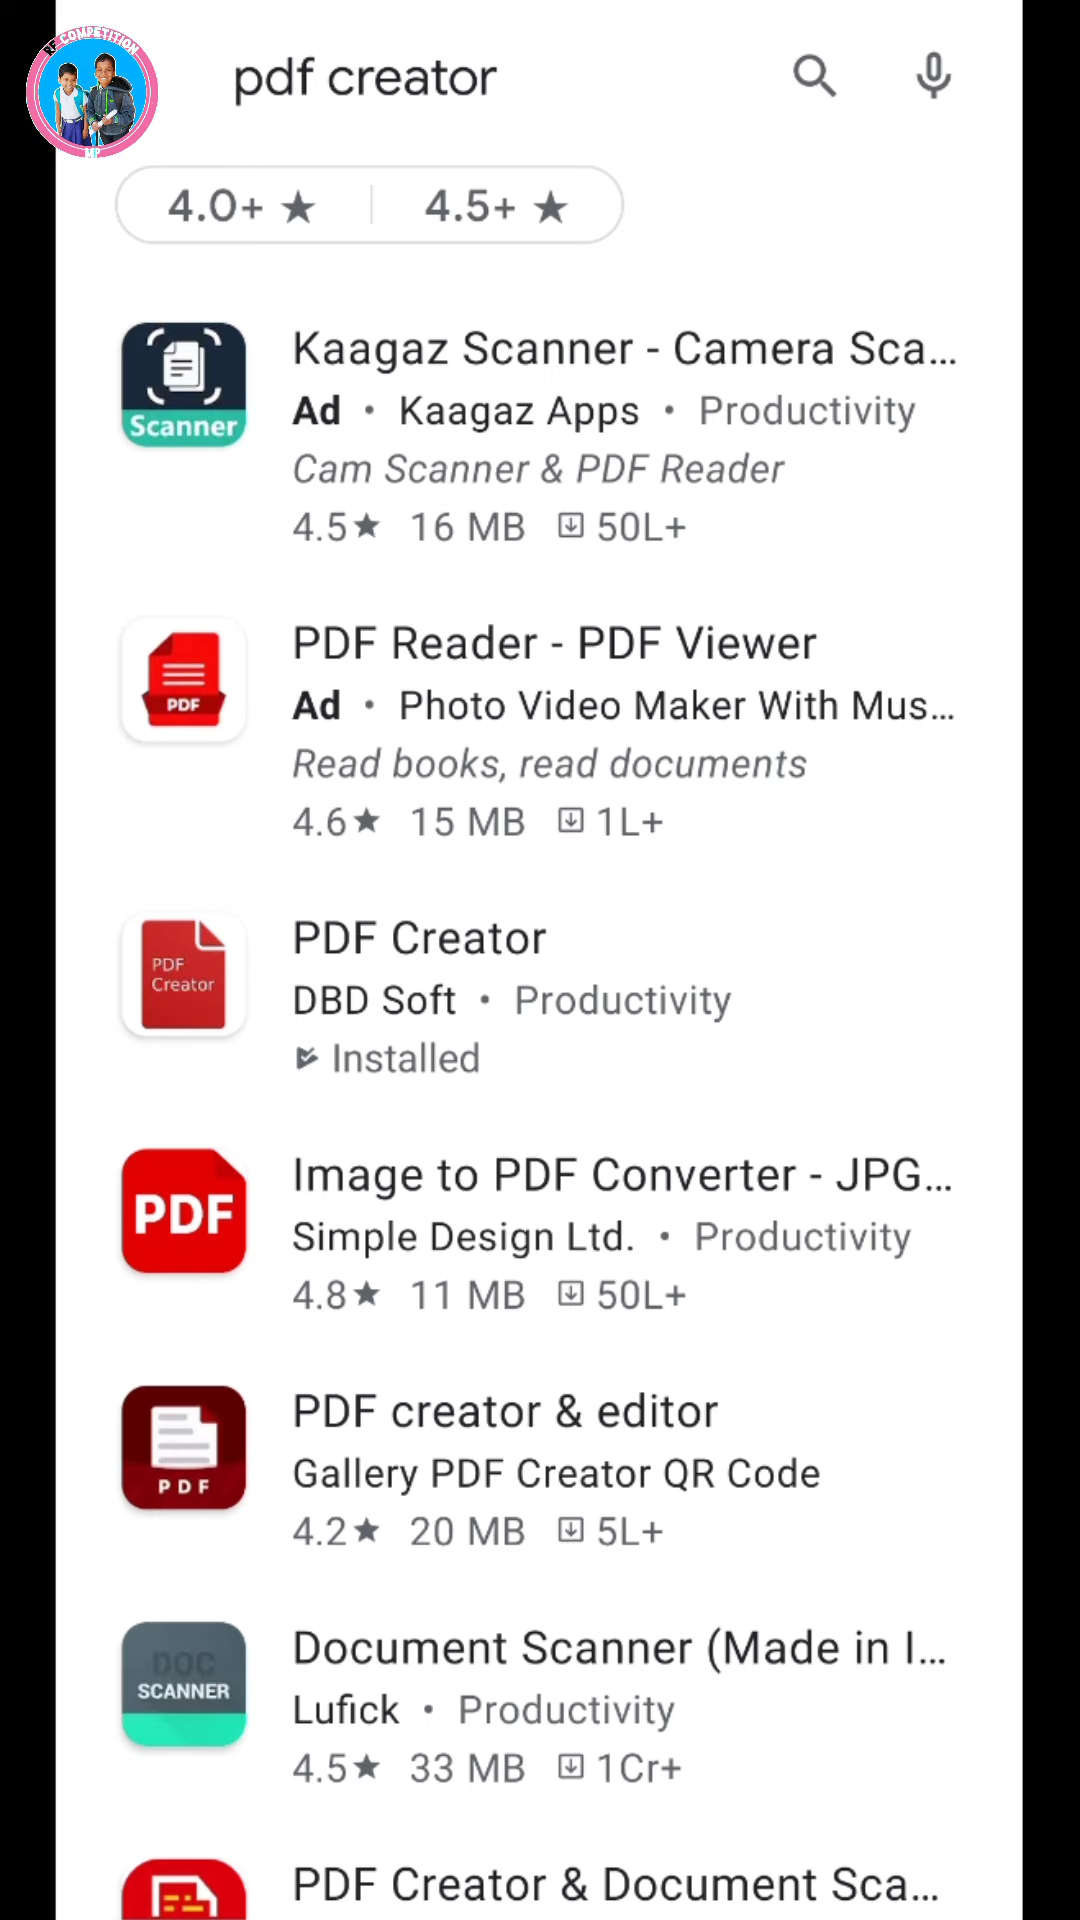 RF COMPETITION
MP
pdf creator
4.0+ ★ 4.5+ ★
Scanner
Kaagaz Scanner - Camera Sca...
Ad • Kaagaz Apps • Productivity
Cam Scanner & PDF Reader
4.5★ 16 MB 50L+
PDF
PDF Reader - PDF Viewer
Ad • Photo Video Maker With Mus...
Read books, read documents
4.6★ 15 MB 1L+
PDF
Creator
PDF Creator
DBD Soft • Productivity
Installed
PDF
Image to PDF Converter - JPG...
Simple Design Ltd. • Productivity
4.8★ 11 MB 50L+
PDF
PDF creator & editor
Gallery PDF Creator QR Code
4.2★ 20 MB 5L+
DOC
SCANNER
Document Scanner (Made in I...
Lufick • Productivity
4.5★ 33 MB 1Cr+
PDF Creator & Document Sca...